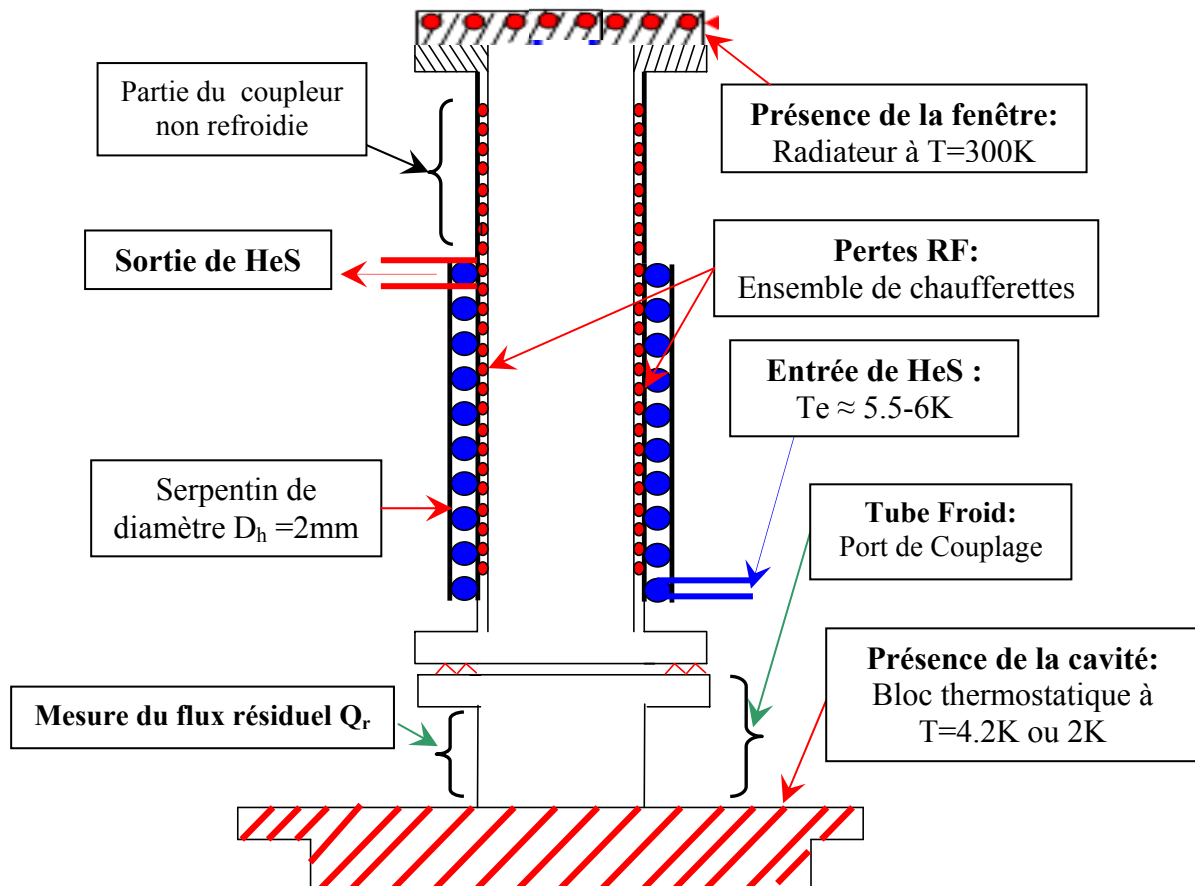 Partie du coupleur
non refroidie
Présence de la fenêtre:
Radiateur à T=300K
Sortie de HeS
Pertes RF:
Ensemble de chaufferettes
Entrée de HeS :
Te ≈ 5.5-6K
Serpentin de
diamètre Dₕ =2mm
Tube Froid:
Port de Couplage
Mesure du flux résiduel Qᵣ
Présence de la cavité:
Bloc thermostatique à
T=4.2K ou 2K